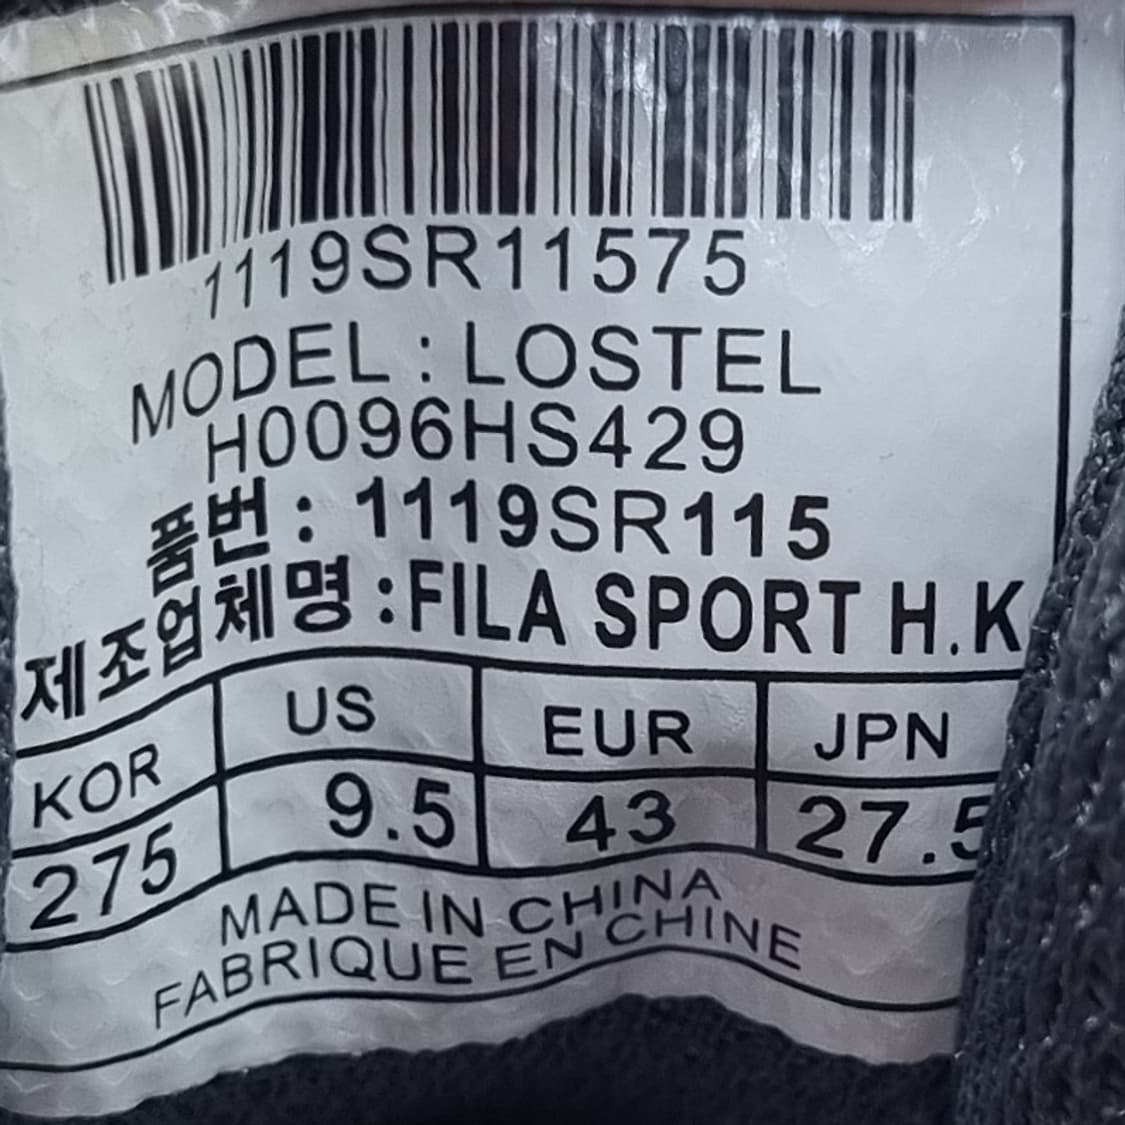 1119SR11575
MODEL : LOSTEL
H0096HS429
품번 : 1119SR115
제조업체명 :FILA SPORT H.K
KOR US EUR JPN
275 9.5 43 27.5
MADE IN CHINA
FABRIQUE EN CHINE